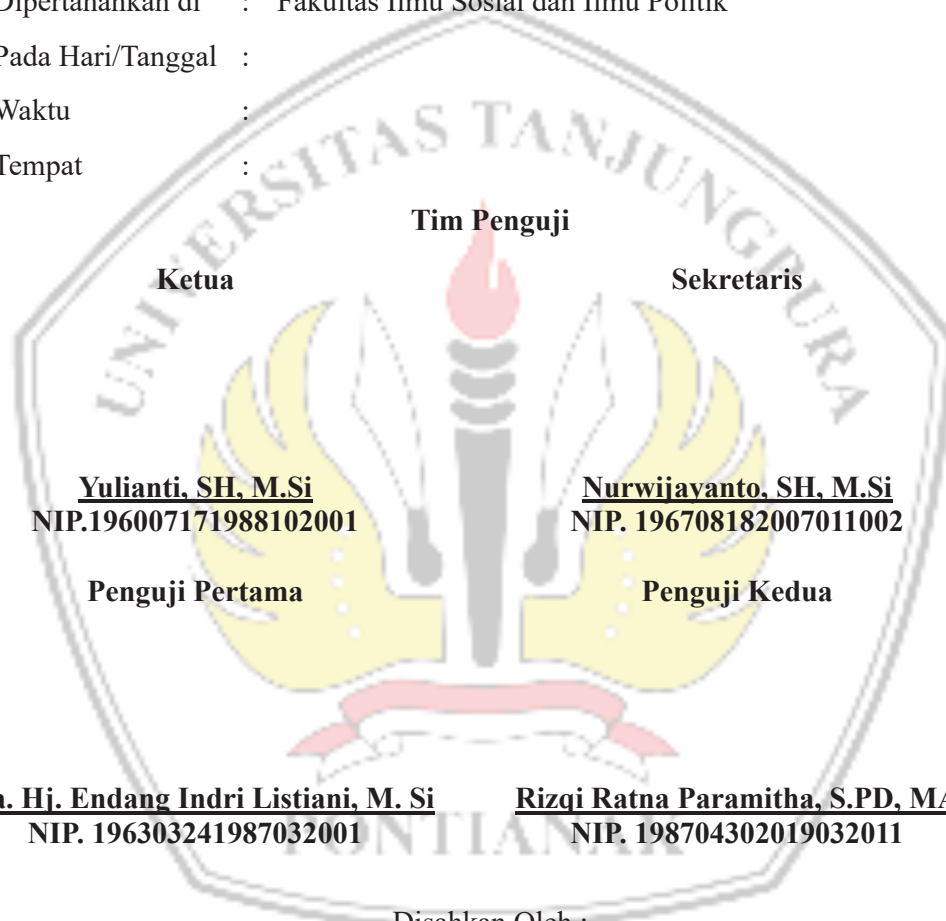 Dipertahankan di : Fakultas Ilmu Sosial dan Ilmu Politik
Pada Hari/Tanggal :
Waktu :
Tempat :
UNIVERSITAS TANJUNGPURA
Tim Penguji
Ketua Sekretaris
Yulianti, SH, M.Si Nurwijayanto, SH, M.Si
NIP.196007171988102001 NIP. 196708182007011002
Penguji Pertama Penguji Kedua
a. Hj. Endang Indri Listiani, M. Si Rizqi Ratna Paramitha, S.PD, MA
NIP. 196303241987032001 NIP. 198704302019032011
PONTIANAK
Disahkan Oleh :